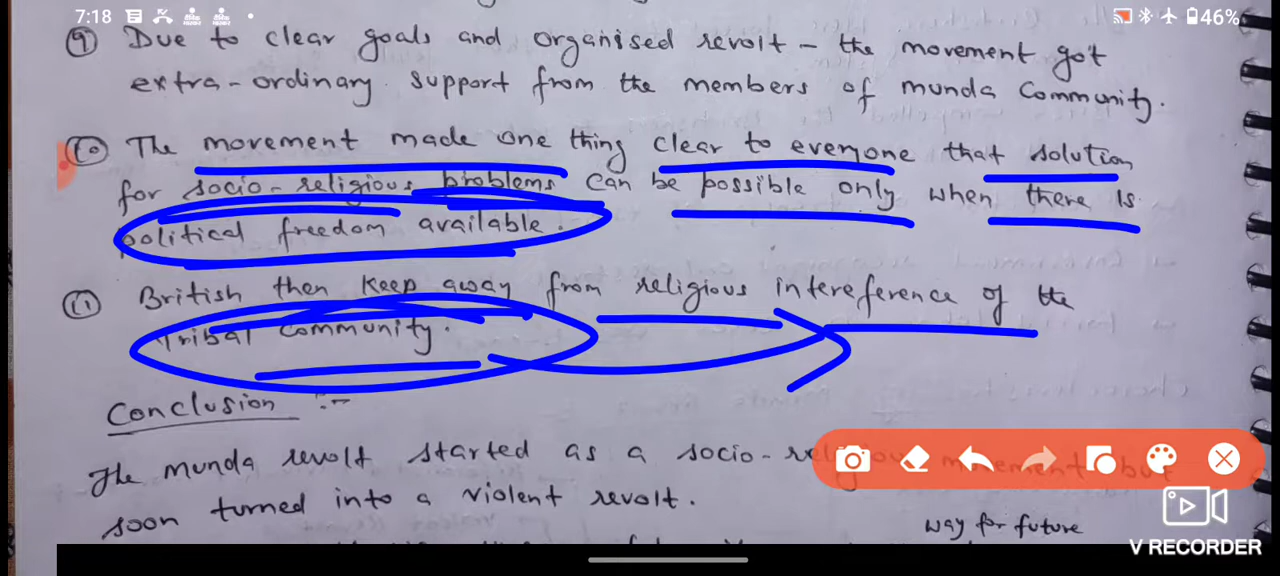 7:18
46%
⑨ Due to clear goals and organised revolt - the movement got
extra-ordinary support from the members of munda Community.
⑩ The movement made one thing clear to everyone that solution
for socio-religious problems can be possible only when there is
political freedom available.
⑪ British then keep away from religious intereference of the
tribal community.
Conclusion :-
The munda revolt started as a socio-religious movement but
soon turned into a violent revolt.
way for future
V RECORDER